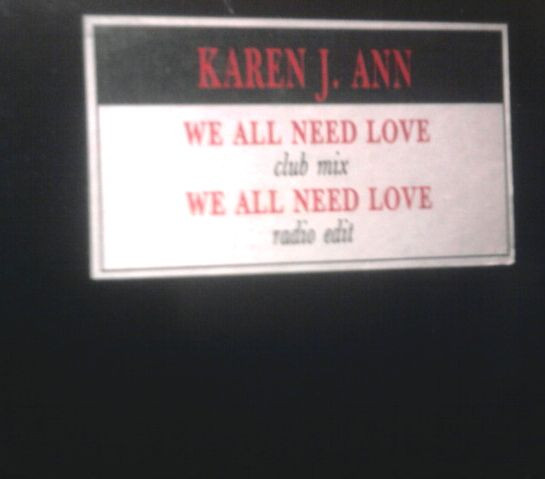 KAREN J. ANN
WE ALL NEED LOVE
club mix
WE ALL NEED LOVE
radio edit